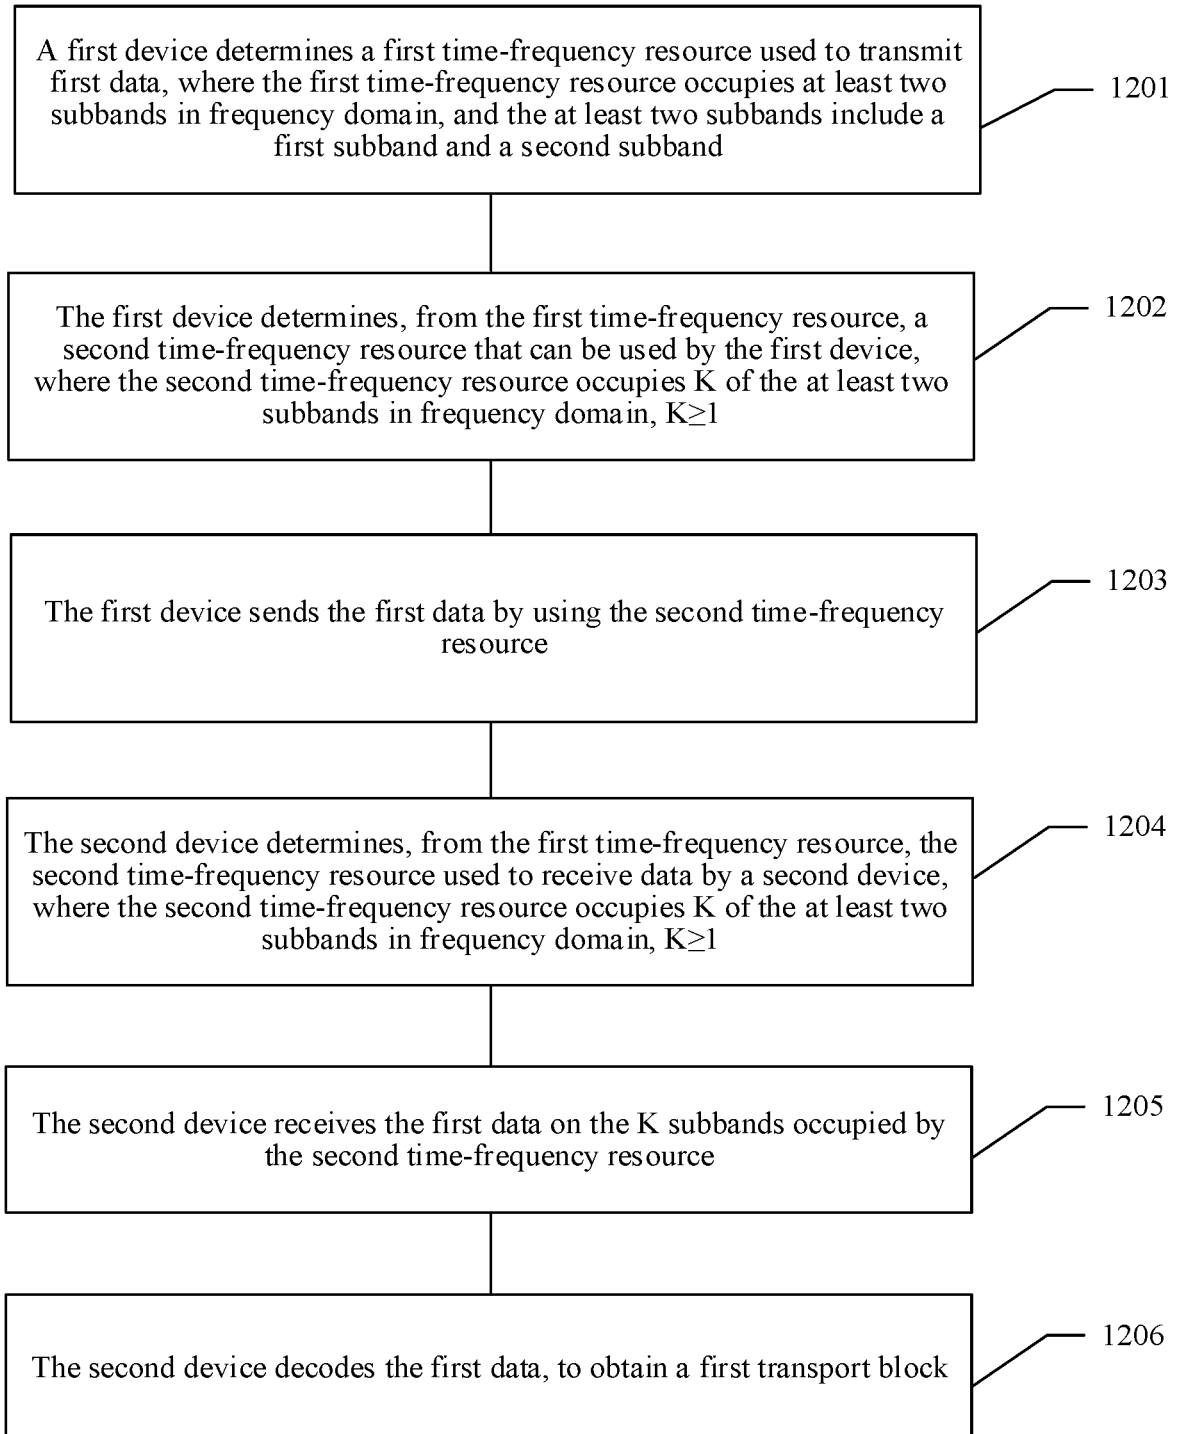 A first device determines a first time-frequency resource used to transmit
first data, where the first time-frequency resource occupies at least two
subbands in frequency domain, and the at least two subbands include a
first subband and a second subband
1201
The first device determines, from the first time-frequency resource, a
second time-frequency resource that can be used by the first device,
where the second time-frequency resource occupies K of the at least two
subbands in frequency domain, K≥1
1202
The first device sends the first data by using the second time-frequency
resource
1203
The second device determines, from the first time-frequency resource, the
second time-frequency resource used to receive data by a second device,
where the second time-frequency resource occupies K of the at least two
subbands in frequency domain, K≥1
1204
The second device receives the first data on the K subbands occupied by
the second time-frequency resource
1205
The second device decodes the first data, to obtain a first transport block
1206